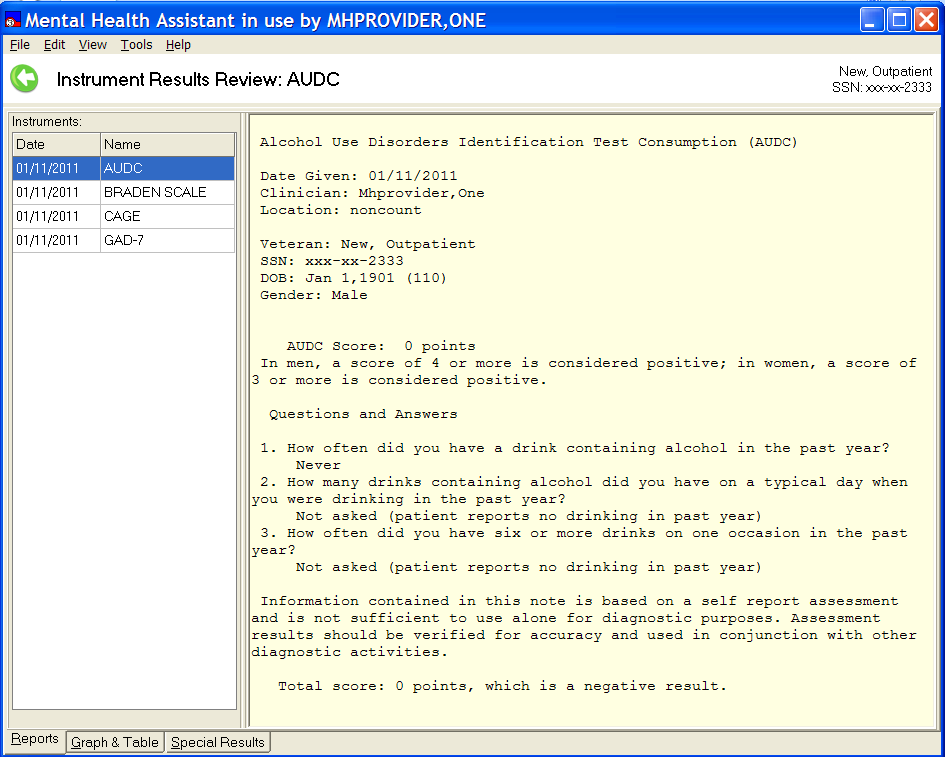 Mental Health Assistant in use by MHPROVIDER,ONE
File Edit View Tools Help
Instrument Results Review: AUDC
New, Outpatient
SSN: xxx-xx-2333
Instruments:
Date Name
01/11/2011 AUDC
01/11/2011 BRADEN SCALE
01/11/2011 CAGE
01/11/2011 GAD-7
Alcohol Use Disorders Identification Test Consumption (AUDC)
Date Given: 01/11/2011
Clinician: Mhprovider,One
Location: noncount
Veteran: New, Outpatient
SSN: xxx-xx-2333
DOB: Jan 1,1901 (110)
Gender: Male
AUDC Score: 0 points
In men, a score of 4 or more is considered positive; in women, a score of
3 or more is considered positive.
Questions and Answers
1. How often did you have a drink containing alcohol in the past year?
Never
2. How many drinks containing alcohol did you have on a typical day when
you were drinking in the past year?
Not asked (patient reports no drinking in past year)
3. How often did you have six or more drinks on one occasion in the past
year?
Not asked (patient reports no drinking in past year)
Information contained in this note is based on a self report assessment
and is not sufficient to use alone for diagnostic purposes. Assessment
results should be verified for accuracy and used in conjunction with other
diagnostic activities.
Total score: 0 points, which is a negative result.
Reports Graph & Table Special Results